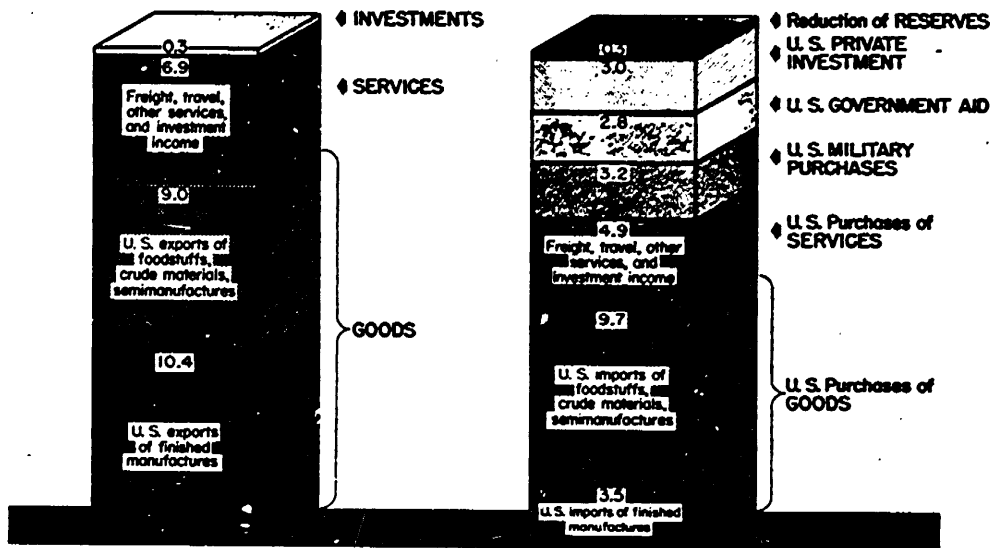 INVESTMENTS
0.3
6.9
SERVICES
Freight, travel,
other services,
and investment
income
9.0
U. S. exports of
foodstuffs,
crude materials,
semimanufactures
GOODS
10.4
U. S. exports
of finished
manufactures
Reduction of RESERVES
U. S. PRIVATE
INVESTMENT
3.0
U. S. GOVERNMENT AID
2.8
U. S. MILITARY
PURCHASES
3.2
U. S. Purchases of
SERVICES
4.9
Freight, travel, other
services, and
investment income
9.7
U. S. imports of
foodstuffs,
crude materials,
semimanufactures
U. S. Purchases of
GOODS
U. S. imports of finished
manufactures